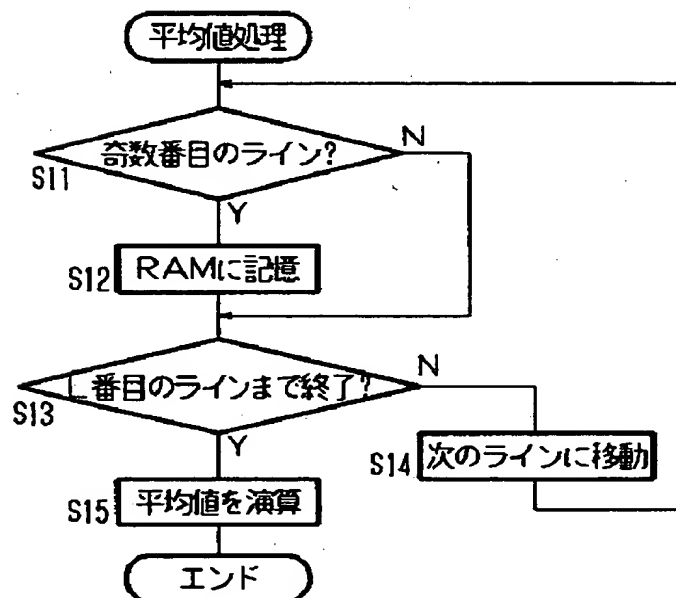 平均値処理
奇数番目のライン?
N
S11
Y
RAMに記憶
S12
L番目のラインまで終了?
N
S13
Y
次のラインに移動
S14
平均値を演算
S15
エンド